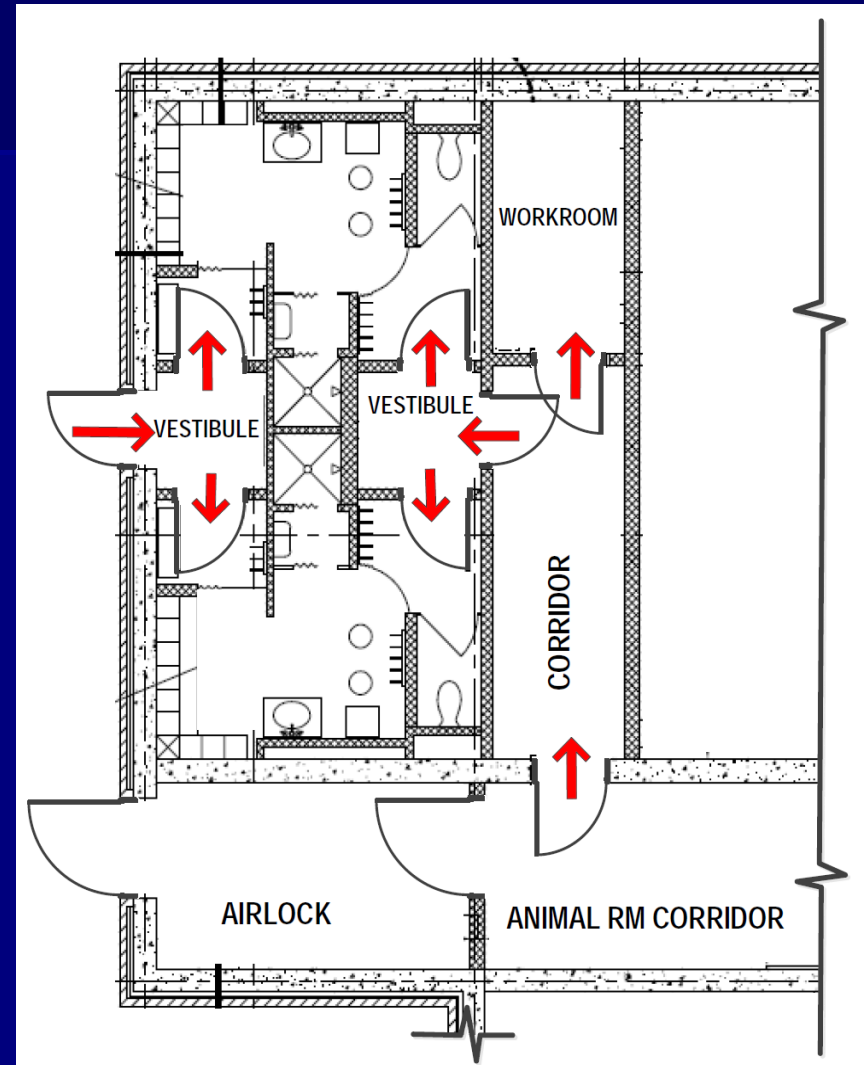 WORKROOM
VESTIBULE
VESTIBULE
CORRIDOR
AIRLOCK
ANIMAL RM CORRIDOR